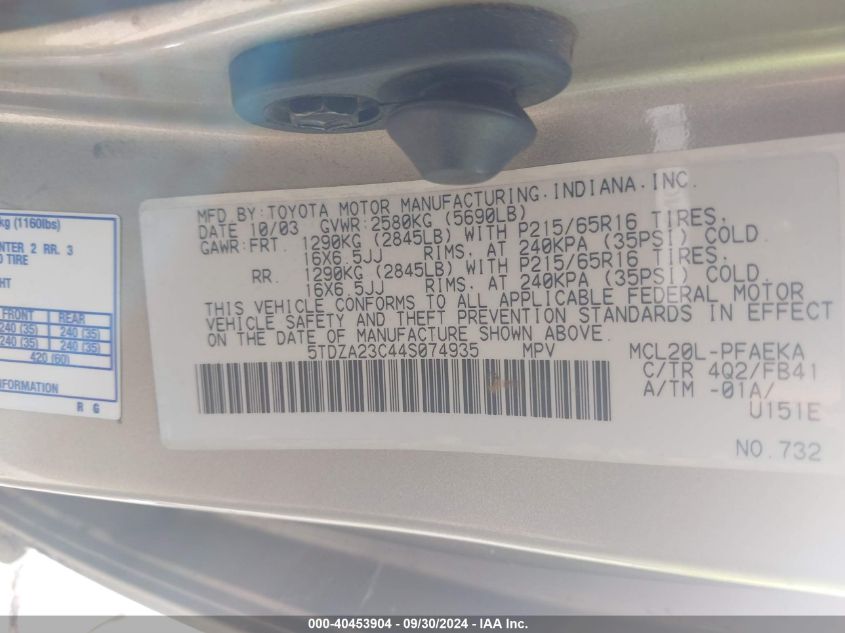 kg (1160lbs)
NTER 2 RR. 3
TIRE
HT
FRONT REAR
240 (35) 240 (35)
240 (35) 240 (35)
420 (60)
NFORMATION
R G
MFD BY:TOYOTA MOTOR MANUFACTURING.INDIANA.INC.
DATE 10/03 GVWR:2580KG (5690LB)
GAWR:FRT. 1290KG (2845LB) WITH P215/65R16 TIRES,
16X6.5JJ RIMS, AT 240KPA (35PSI) COLD.
RR. 1290KG (2845LB) WITH P215/65R16 TIRES,
16X6.5JJ RIMS, AT 240KPA (35PSI) COLD.
THIS VEHICLE CONFORMS TO ALL APPLICABLE FEDERAL MOTOR
VEHICLE SAFETY AND THEFT PREVENTION STANDARDS IN EFFECT
ON THE DATE OF MANUFACTURE SHOWN ABOVE.
5TDZA23C44S074935 MPV MCL20L-PFAEKA
C/TR 4Q2/FB41
A/TM -01A/
U151E
NO.732
000-40453904 - 09/30/2024 - IAA Inc.